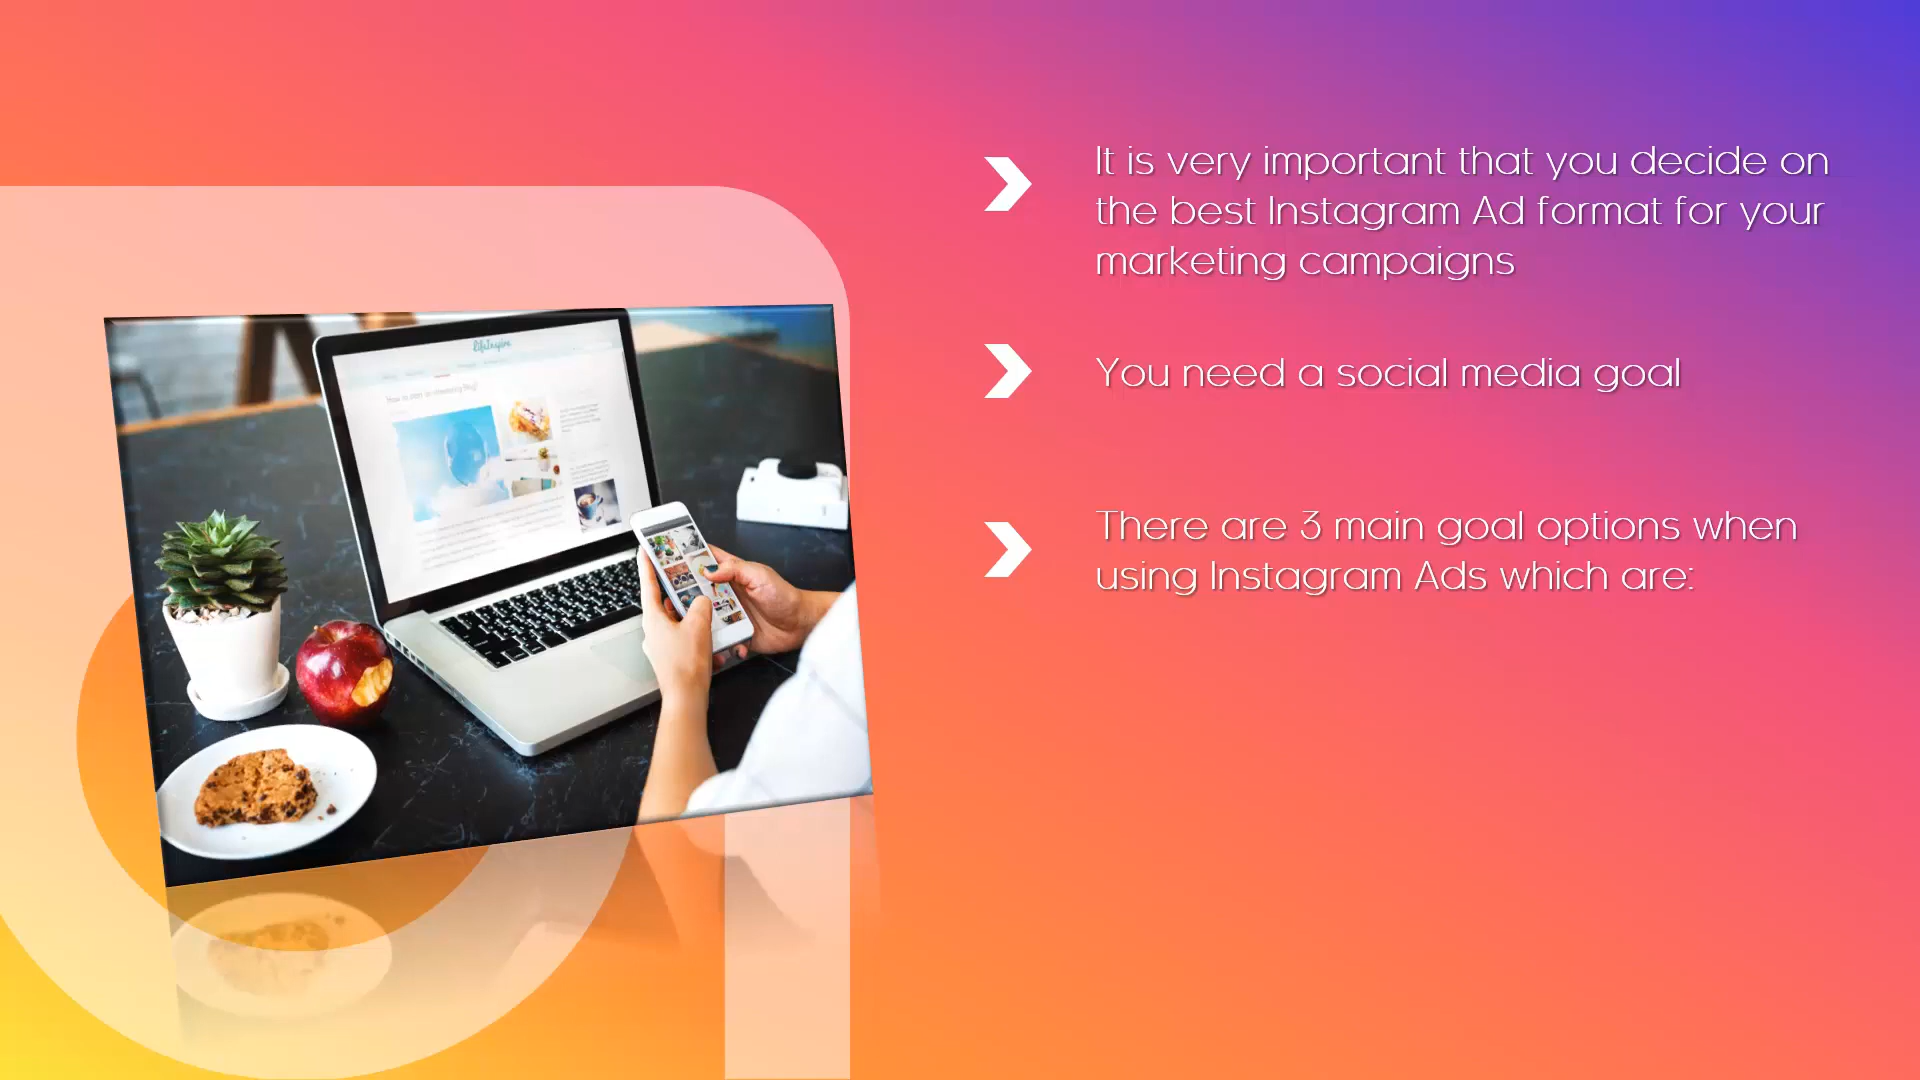 It is very important that you decide on
the best Instagram Ad format for your
marketing campaigns
You need a social media goal
There are 3 main goal options when
using Instagram Ads which are:
lifeInspire